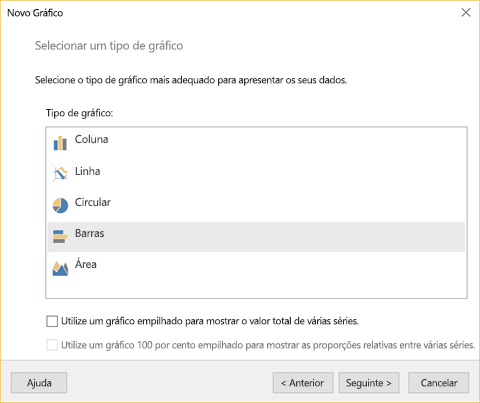 Novo Gráfico
Selecionar um tipo de gráfico
Selecione o tipo de gráfico mais adequado para apresentar os seus dados.
Tipo de gráfico:
Coluna
Linha
Circular
Barras
Área
Utilize um gráfico empilhado para mostrar o valor total de várias séries.
Utilize um gráfico 100 por cento empilhado para mostrar as proporções relativas entre várias séries.
Ajuda
< Anterior
Seguinte >
Cancelar